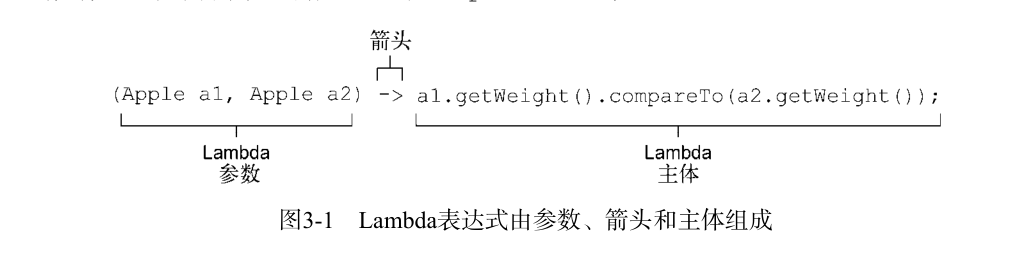 箭头
(Apple a1, Apple a2) -> a1.getWeight().compareTo(a2.getWeight());
Lambda 参数
Lambda 主体
图3-1 Lambda表达式由参数、箭头和主体组成